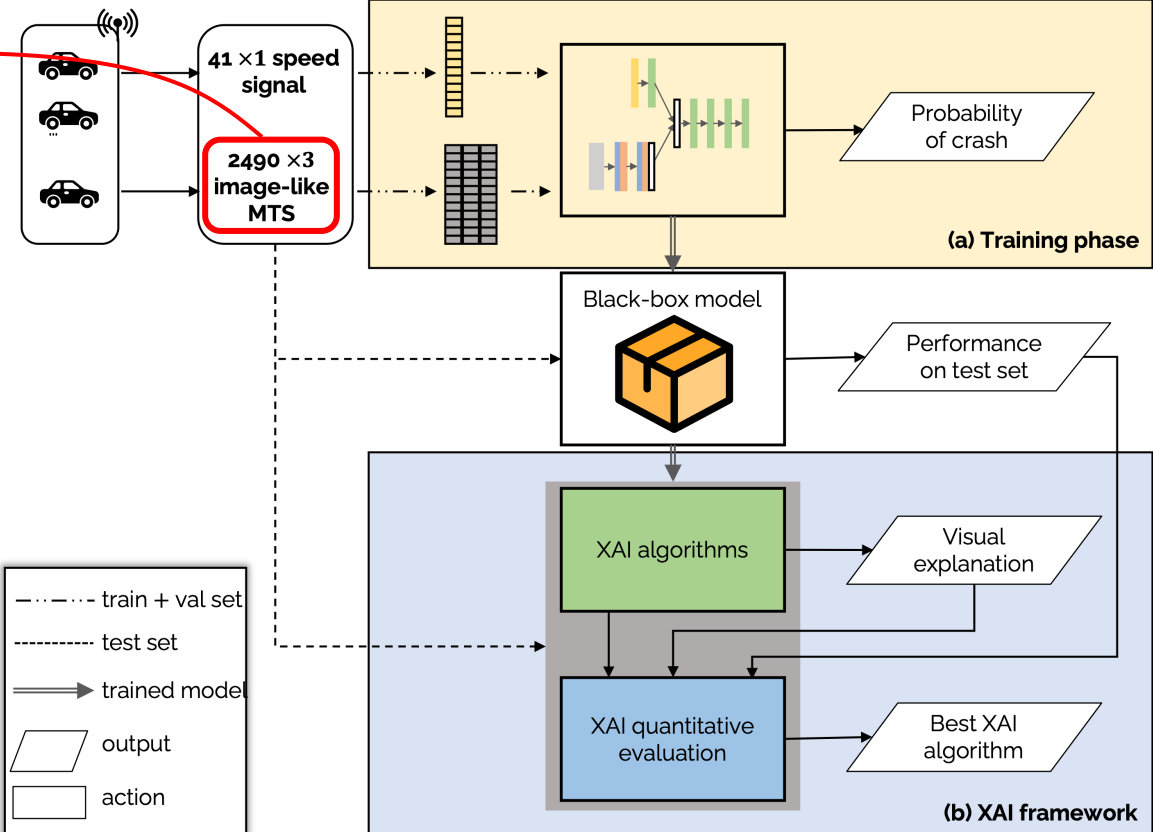 41 ×1 speed
signal
2490 ×3
image-like
MTS
Probability
of crash
(a) Training phase
Black-box model
Performance
on test set
XAI algorithms
Visual
explanation
XAI quantitative
evaluation
Best XAI
algorithm
(b) XAI framework
train + val set
test set
trained model
output
action